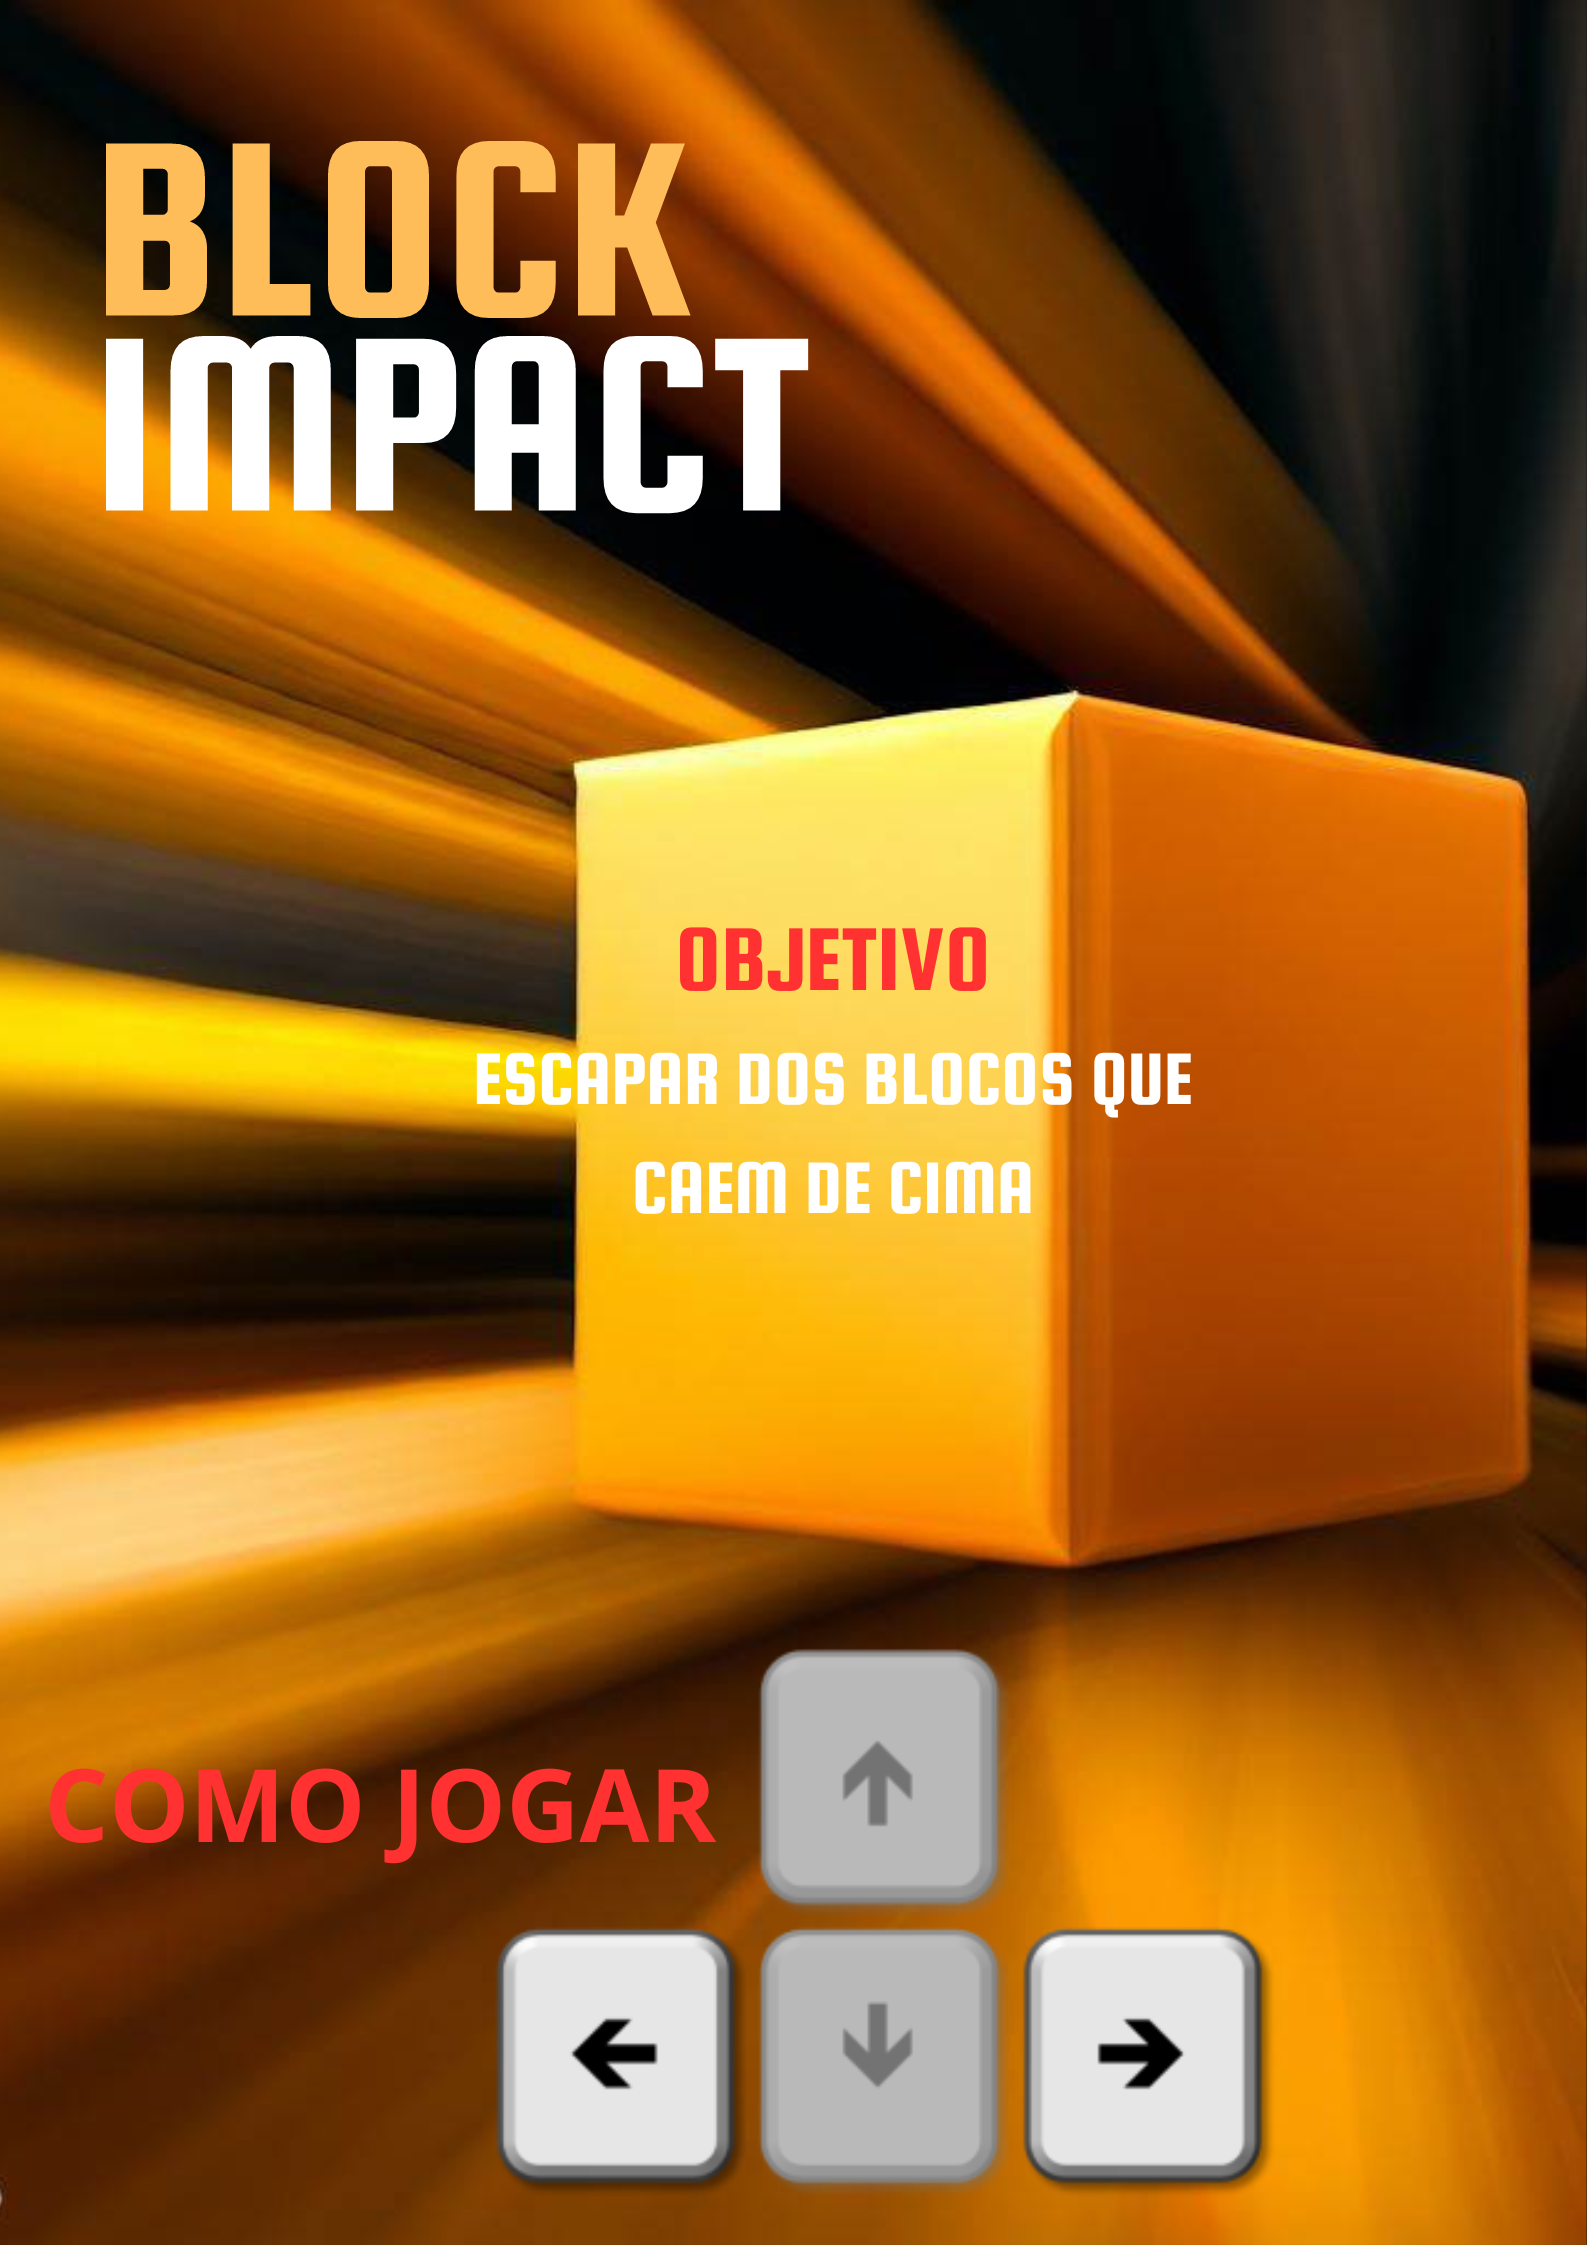 BLOCK
IMPACT
OBJETIVO
ESCAPAR DOS BLOCOS QUE
CAEM DE CIMA
COMO JOGAR